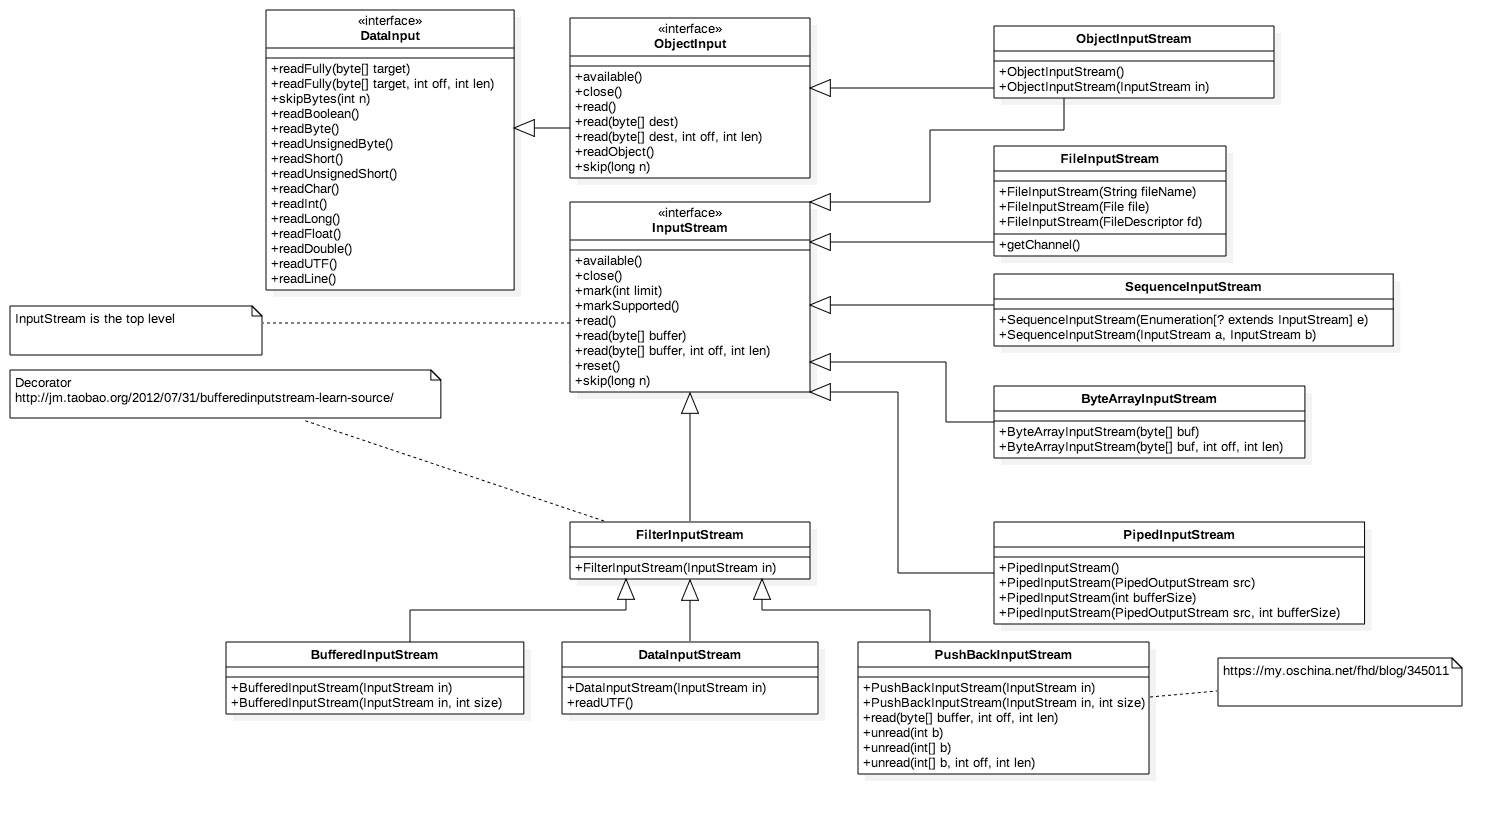 «interface»
DataInput
+readFully(byte[] target)
+readFully(byte[] target, int off, int len)
+skipBytes(int n)
+readBoolean()
+readByte()
+readUnsignedByte()
+readShort()
+readUnsignedShort()
+readChar()
+readInt()
+readLong()
+readFloat()
+readDouble()
+readUTF()
+readLine()
«interface»
ObjectInput
+available()
+close()
+read()
+read(byte[] dest)
+read(byte[] dest, int off, int len)
+readObject()
+skip(long n)
ObjectInputStream
+ObjectInputStream()
+ObjectInputStream(InputStream in)
FileInputStream
+FileInputStream(String fileName)
+FileInputStream(File file)
+FileInputStream(FileDescriptor fd)
+getChannel()
«interface»
InputStream
+available()
+close()
+mark(int limit)
+markSupported()
+read()
+read(byte[] buffer)
+read(byte[] buffer, int off, int len)
+reset()
+skip(long n)
SequenceInputStream
+SequenceInputStream(Enumeration[? extends InputStream] e)
+SequenceInputStream(InputStream a, InputStream b)
InputStream is the top level
Decorator
http://jm.taobao.org/2012/07/31/bufferedinputstream-learn-source/
ByteArrayInputStream
+ByteArrayInputStream(byte[] buf)
+ByteArrayInputStream(byte[] buf, int off, int len)
FilterInputStream
+FilterInputStream(InputStream in)
PipedInputStream
+PipedInputStream()
+PipedInputStream(PipedOutputStream src)
+PipedInputStream(int bufferSize)
+PipedInputStream(PipedOutputStream src, int bufferSize)
BufferedInputStream
+BufferedInputStream(InputStream in)
+BufferedInputStream(InputStream in, int size)
DataInputStream
+DataInputStream(InputStream in)
+readUTF()
PushBackInputStream
+PushBackInputStream(InputStream in)
+PushBackInputStream(InputStream in, int size)
+read(byte[] buffer, int off, int len)
+unread(int b)
+unread(int[] b)
+unread(int[] b, int off, int len)
https://my.oschina.net/fhd/blog/345011